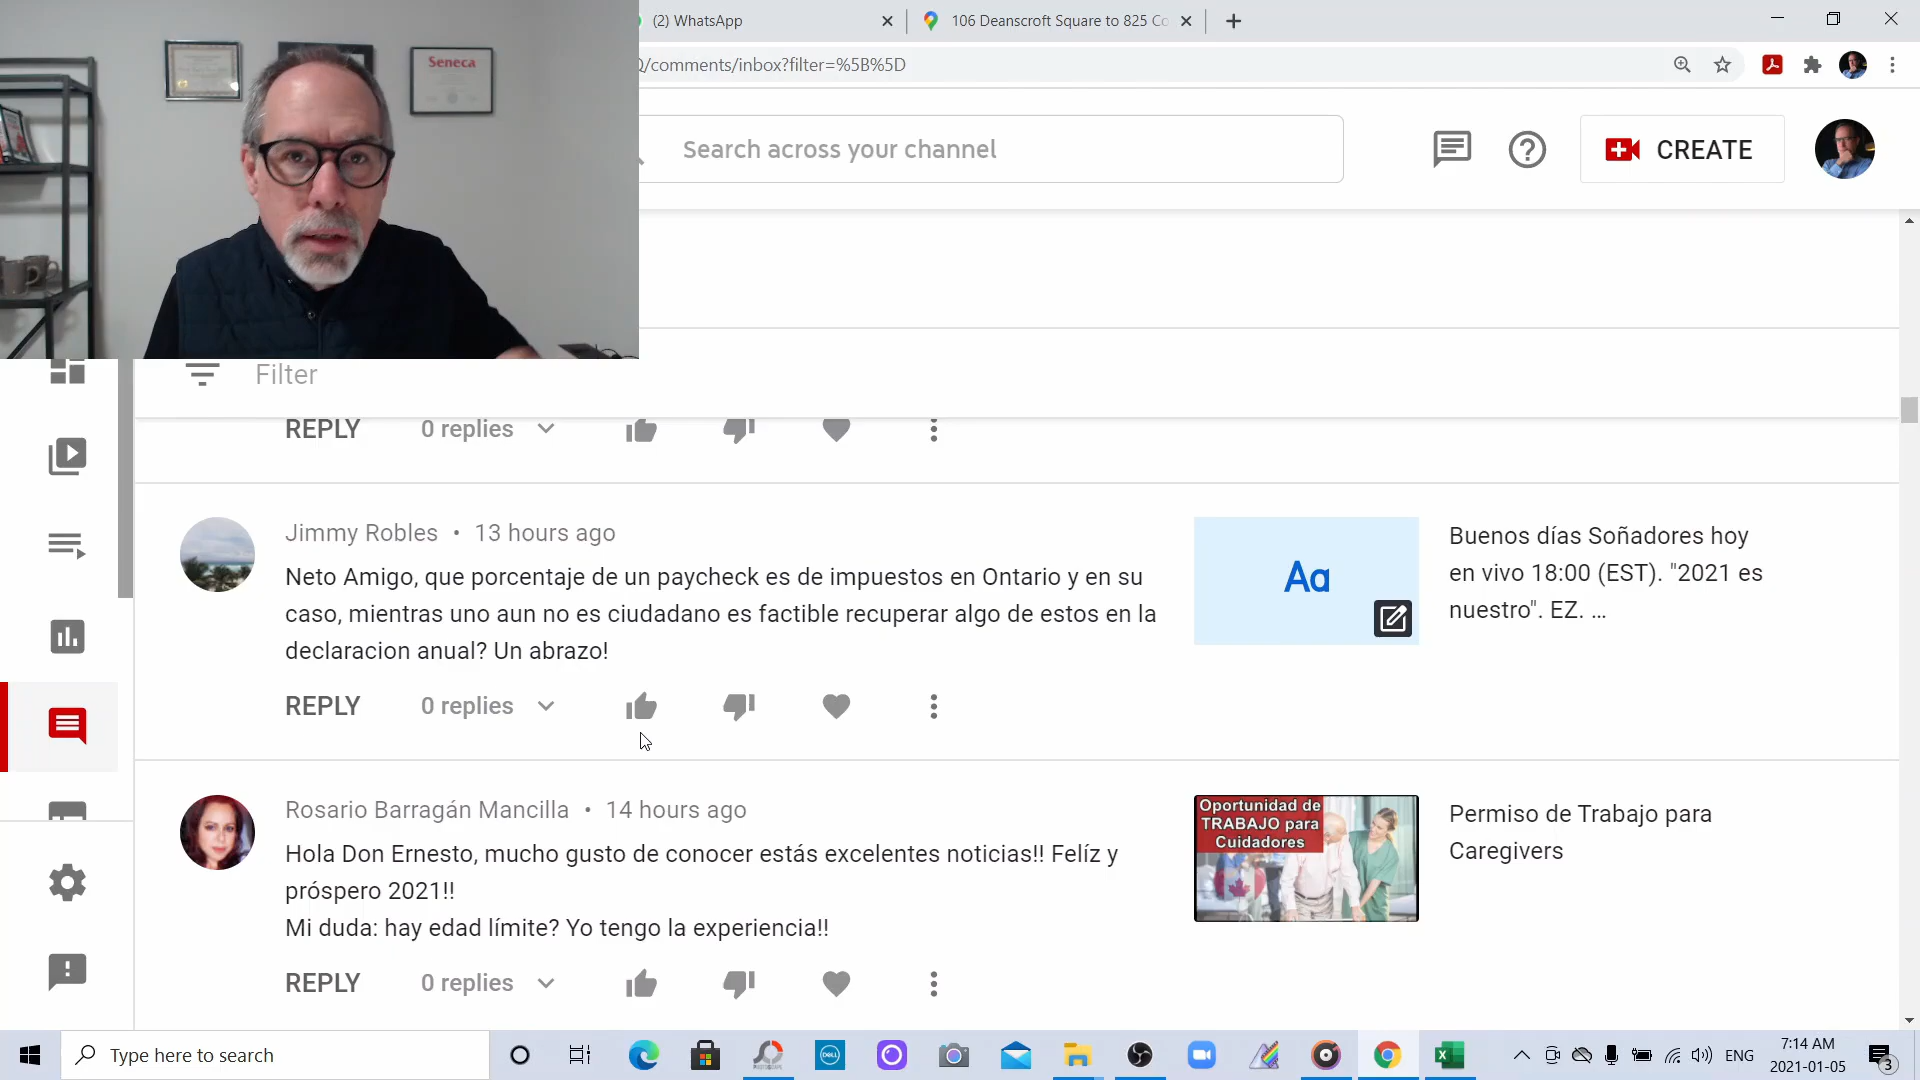 (2) WhatsApp
106 Deanscroft Square to 825 Co
/comments/inbox?filter=%5B%5D
Seneca
Search across your channel
CREATE
Filter
REPLY 0 replies
Jimmy Robles • 13 hours ago
Neto Amigo, que porcentaje de un paycheck es de impuestos en Ontario y en su
caso, mientras uno aun no es ciudadano es factible recuperar algo de estos en la
declaracion anual? Un abrazo!
REPLY 0 replies
Aa
Buenos días Soñadores hoy
en vivo 18:00 (EST). "2021 es
nuestro". EZ. ...
Rosario Barragán Mancilla • 14 hours ago
Hola Don Ernesto, mucho gusto de conocer estás excelentes noticias!! Felíz y
próspero 2021!!
Mi duda: hay edad límite? Yo tengo la experiencia!!
REPLY 0 replies
Oportunidad de
TRABAJO para
Cuidadores
Permiso de Trabajo para
Caregivers
Type here to search
DELL
ENG
7:14 AM
2021-01-05
3